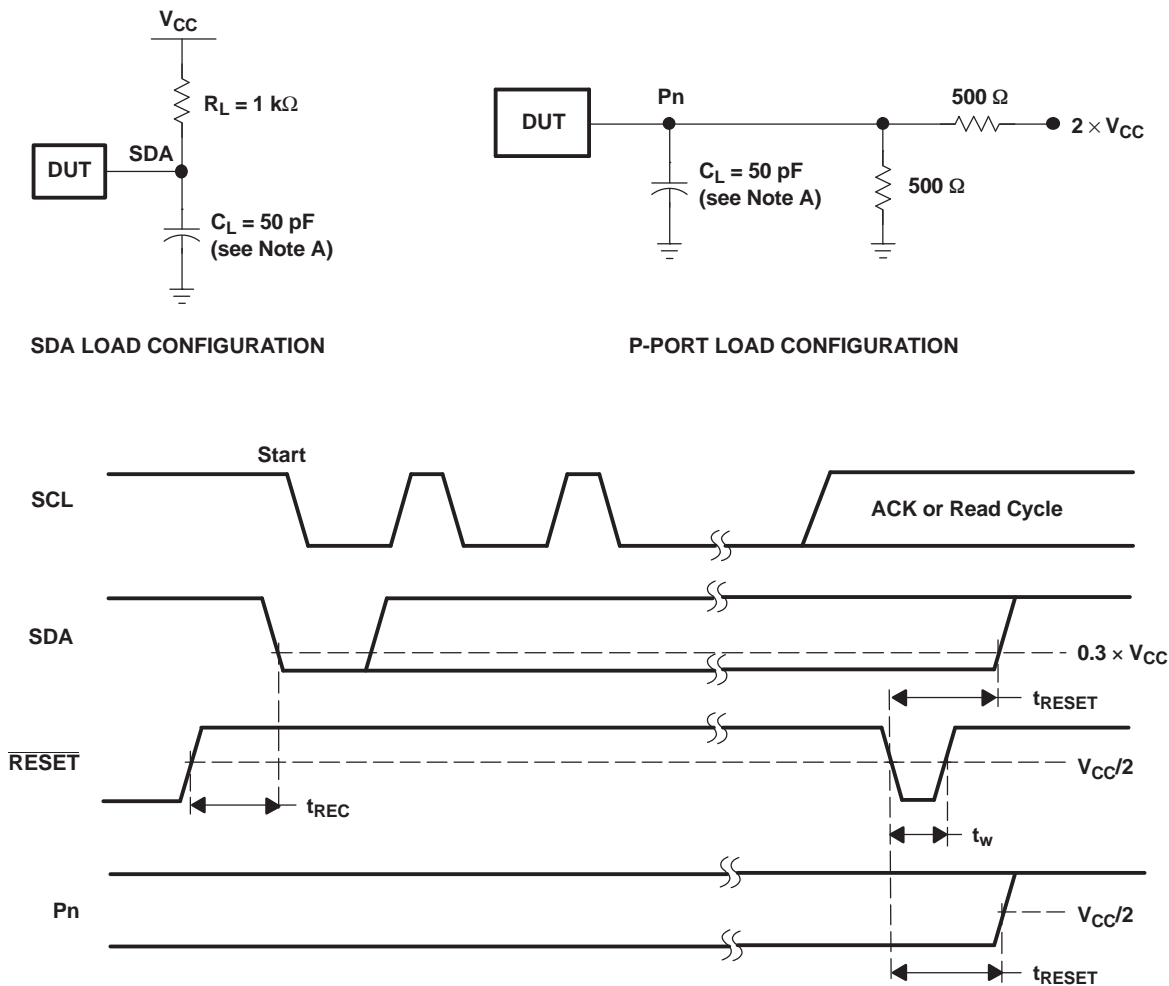 VCC
RL = 1 kΩ
DUT
SDA
CL = 50 pF
(see Note A)
SDA LOAD CONFIGURATION
DUT
Pn
500 Ω
2 × VCC
CL = 50 pF
(see Note A)
500 Ω
P-PORT LOAD CONFIGURATION
Start
SCL
ACK or Read Cycle
SDA
0.3 × VCC
tRESET
RESET
VCC/2
tREC
tw
Pn
VCC/2
tRESET